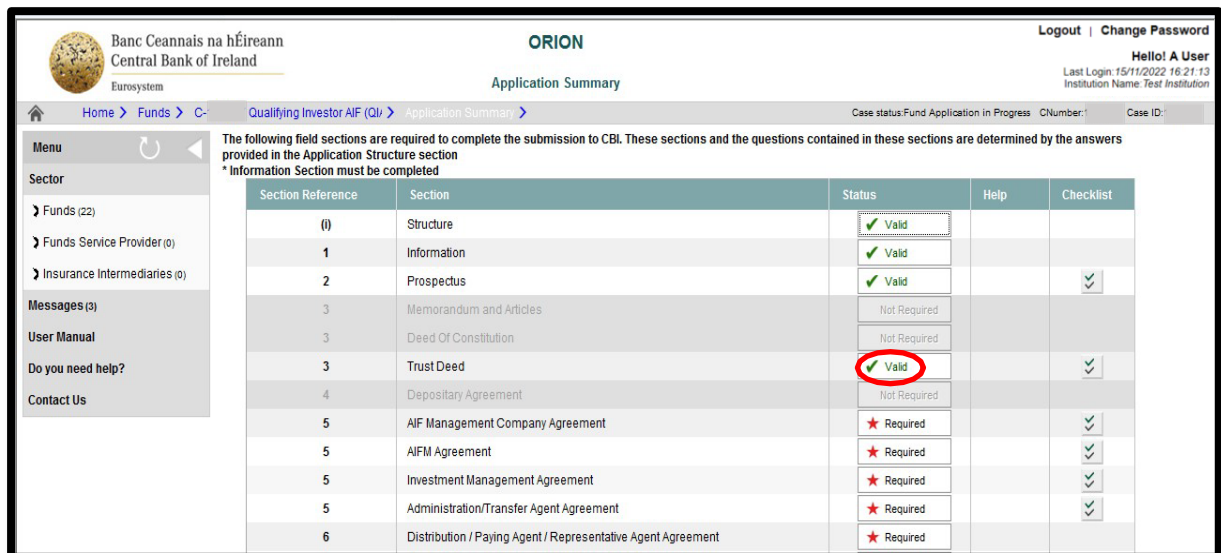 Banc Ceannais na hÉireann
Central Bank of Ireland
Eurosystem
ORION
Application Summary
Logout | Change Password
Hello! A User
Last Login:15/11/2022 16:21:13
Institution Name:Test Institution
Home > Funds > C- Qualifying Investor AIF (QI/ > Application Summary >
Case status:Fund Application in Progress CNumber: Case ID:
Menu
Sector
Funds (22)
Funds Service Provider(0)
Insurance Intermediaries (0)
Messages(3)
User Manual
Do you need help?
Contact Us
The following field sections are required to complete the submission to CBI. These sections and the questions contained in these sections are determined by the answers
provided in the Application Structure section
* Information Section must be completed
Section Reference Section Status Help Checklist
(i) Structure Valid
1 Information Valid
2 Prospectus Valid
3 Memorandum and Articles Not Required
3 Deed Of Constitution Not Required
3 Trust Deed Valid
4 Depositary Agreement Not Required
5 AIF Management Company Agreement Required
5 AIFM Agreement Required
5 Investment Management Agreement Required
5 Administration/Transfer Agent Agreement Required
6 Distribution / Paying Agent / Representative Agent Agreement Required